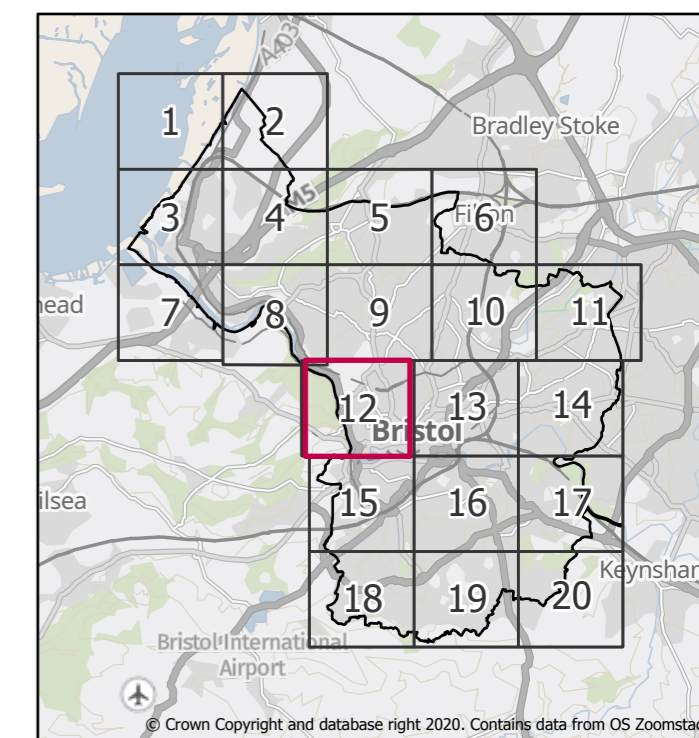 A403
1
2
Bradley Stoke
M5
3
4
5
6
Filton
head
7
8
9
10
11
12
13
14
Bristol
ilsea
15
16
17
Keynshar
18
19
20
Bristol International
Airport
© Crown Copyright and database right 2020. Contains data from OS Zoomstac